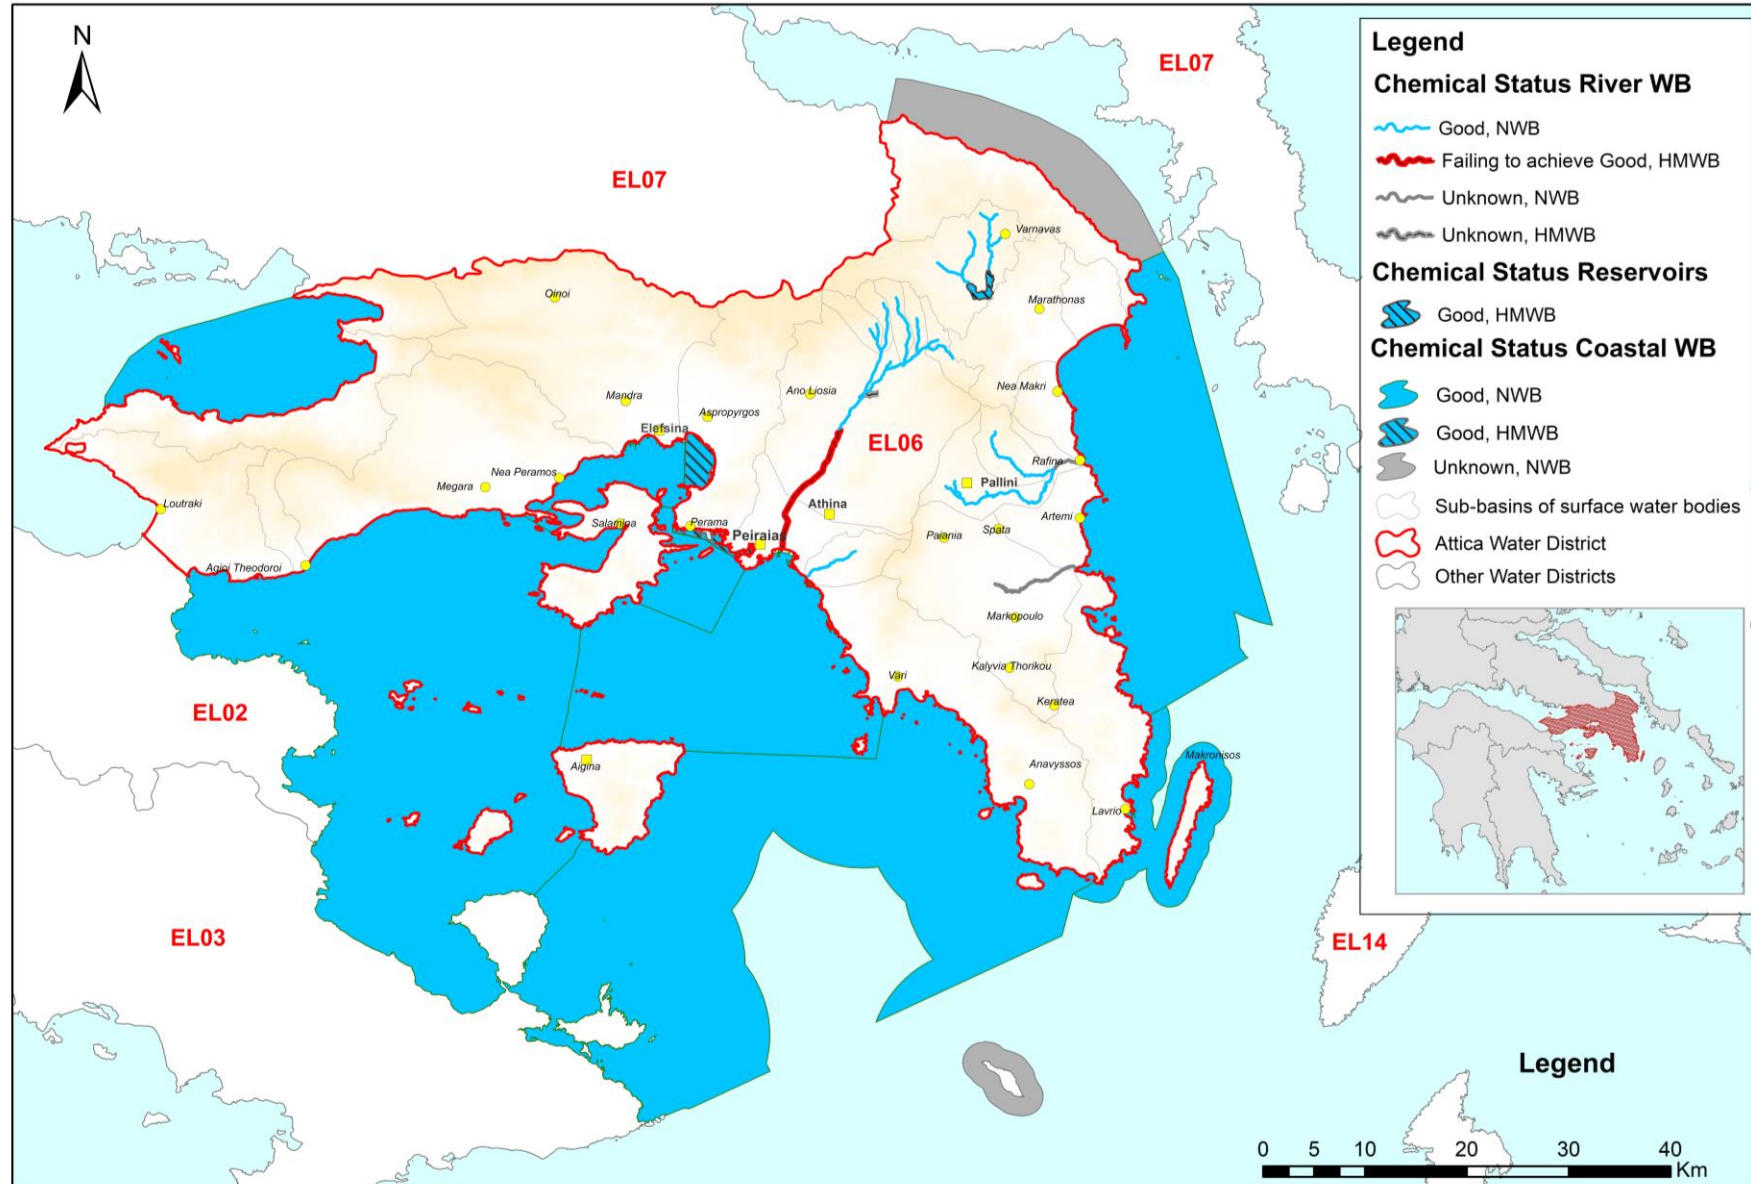 N
EL07
EL07
Varnavas
Oinoi
Marathonas
Nea Makri
Ano Liosia
Mandra
Aspropyrgos
Elefsina
EL06
Rafina
Nea Peramos
Megara
Pallini
Loutraki
Athina
Artemi
Salamina
Perama
Spata
Paiania
Peiraias
Agioi Theodoroi
Markopoulo
Kalyvia Thorikou
Vari
Keratea
EL02
Makronisos
Aigina
Anavyssos
Lavrio
EL03
EL14
Legend
Chemical Status River WB
Good, NWB
Failing to achieve Good, HMWB
Unknown, NWB
Unknown, HMWB
Chemical Status Reservoirs
Good, HMWB
Chemical Status Coastal WB
Good, NWB
Good, HMWB
Unknown, NWB
Sub-basins of surface water bodies
Attica Water District
Other Water Districts
Legend
0 5 10 20 30 40
Km